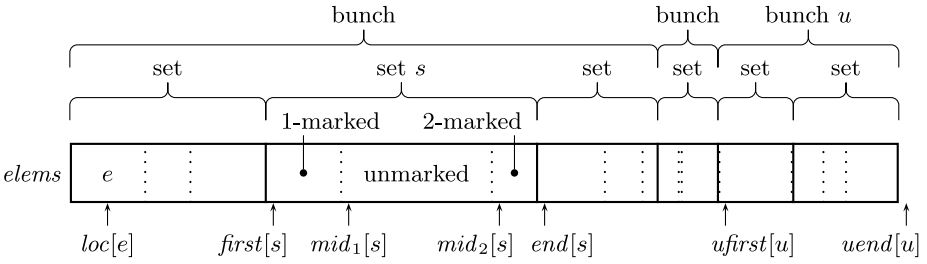 bunch bunch bunch u
set set s set set set set
1-marked 2-marked
elems e unmarked
loc[e] first[s] mid₁[s] mid₂[s] end[s] ufirst[u] uend[u]